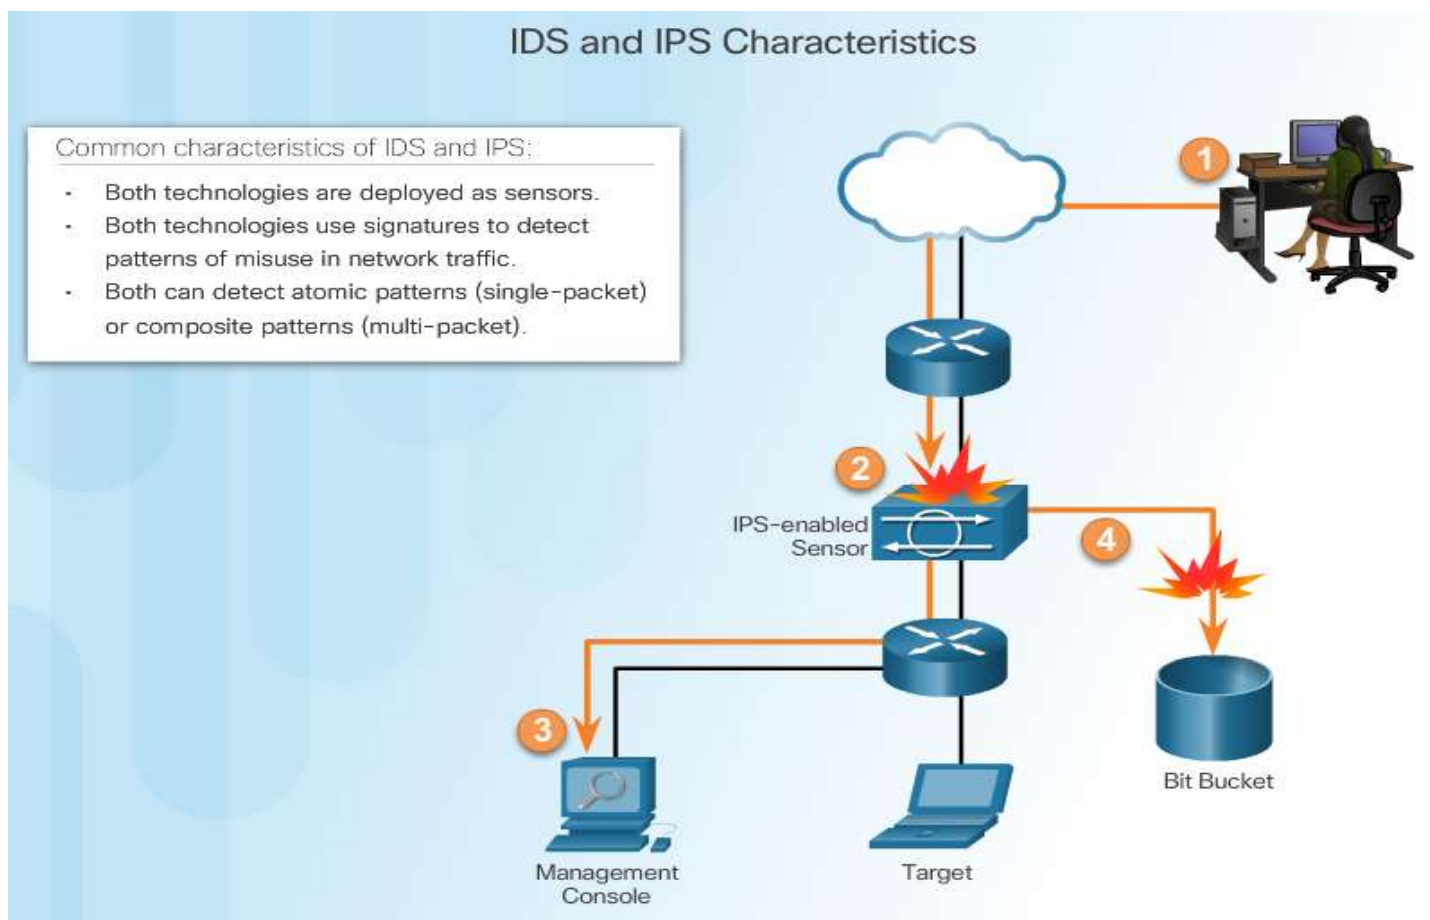 IDS and IPS Characteristics
Common characteristics of IDS and IPS:
- Both technologies are deployed as sensors.
- Both technologies use signatures to detect
patterns of misuse in network traffic.
- Both can detect atomic patterns (single-packet)
or composite patterns (multi-packet).
1
2
IPS-enabled
Sensor
4
3
Bit Bucket
Management
Console
Target